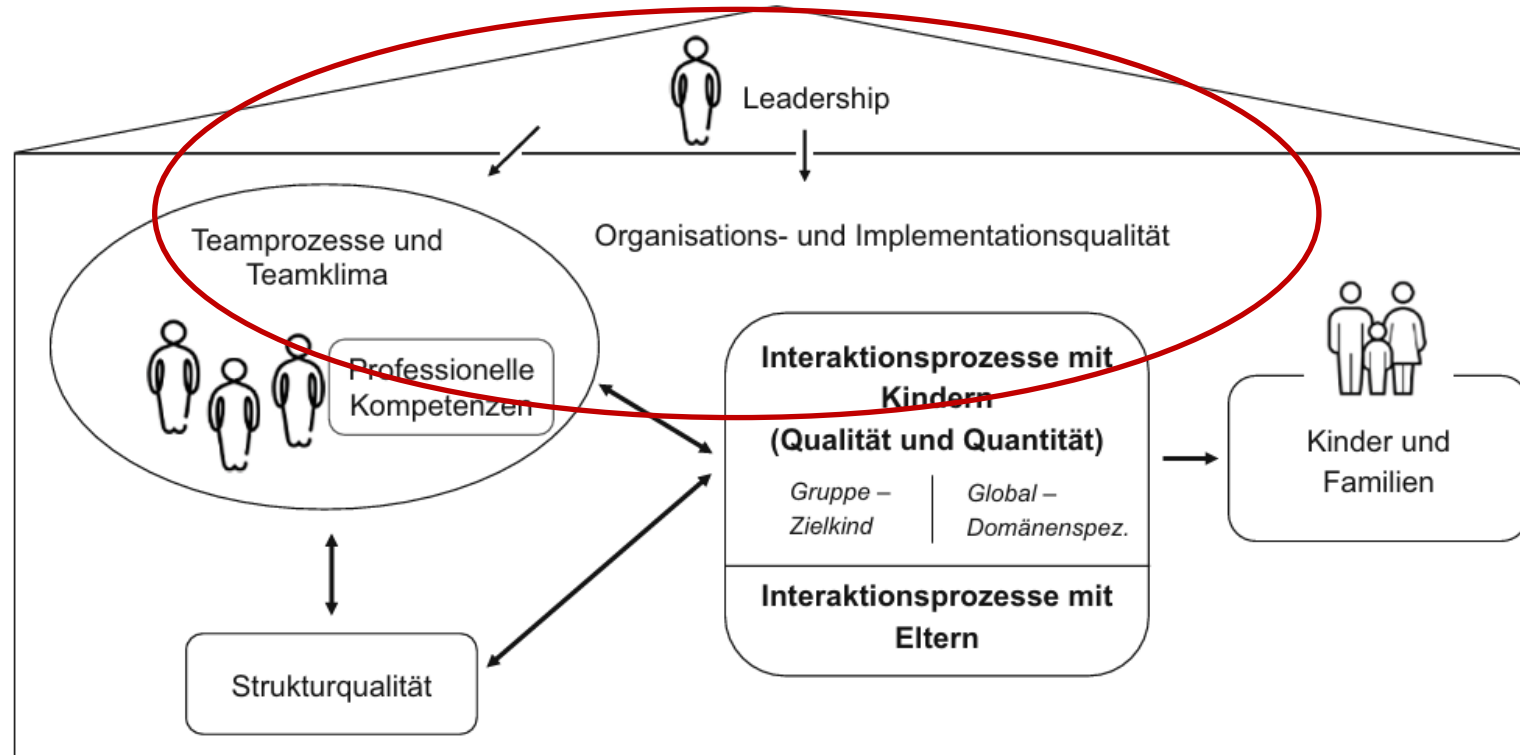 Leadership
Teamprozesse und
Teamklima
Organisations- und Implementationsqualität
Professionelle
Kompetenzen
Interaktionsprozesse mit
Kindern
(Qualität und Quantität)
Gruppe –
Zielkind
Global –
Domänenspez.
Interaktionsprozesse mit
Eltern
Kinder und
Familien
Strukturqualität